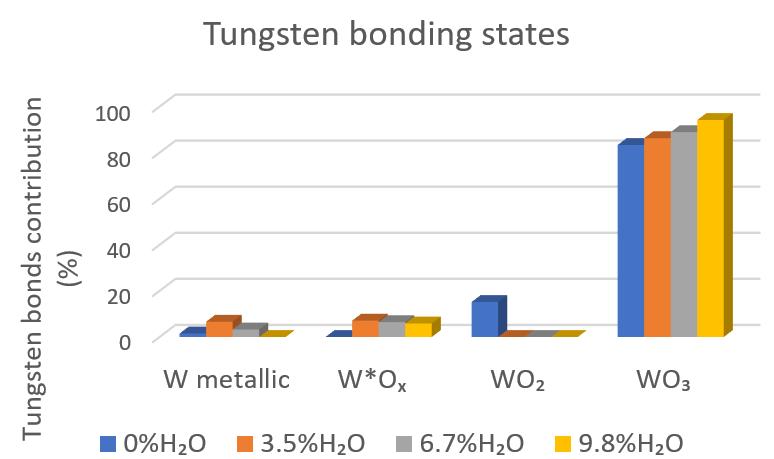 Tungsten bonding states
Tungsten bonds contribution
(%)
100
80
60
40
20
0
W metallic
W*Oₓ
WO₂
WO₃
0%H₂O
3.5%H₂O
6.7%H₂O
9.8%H₂O